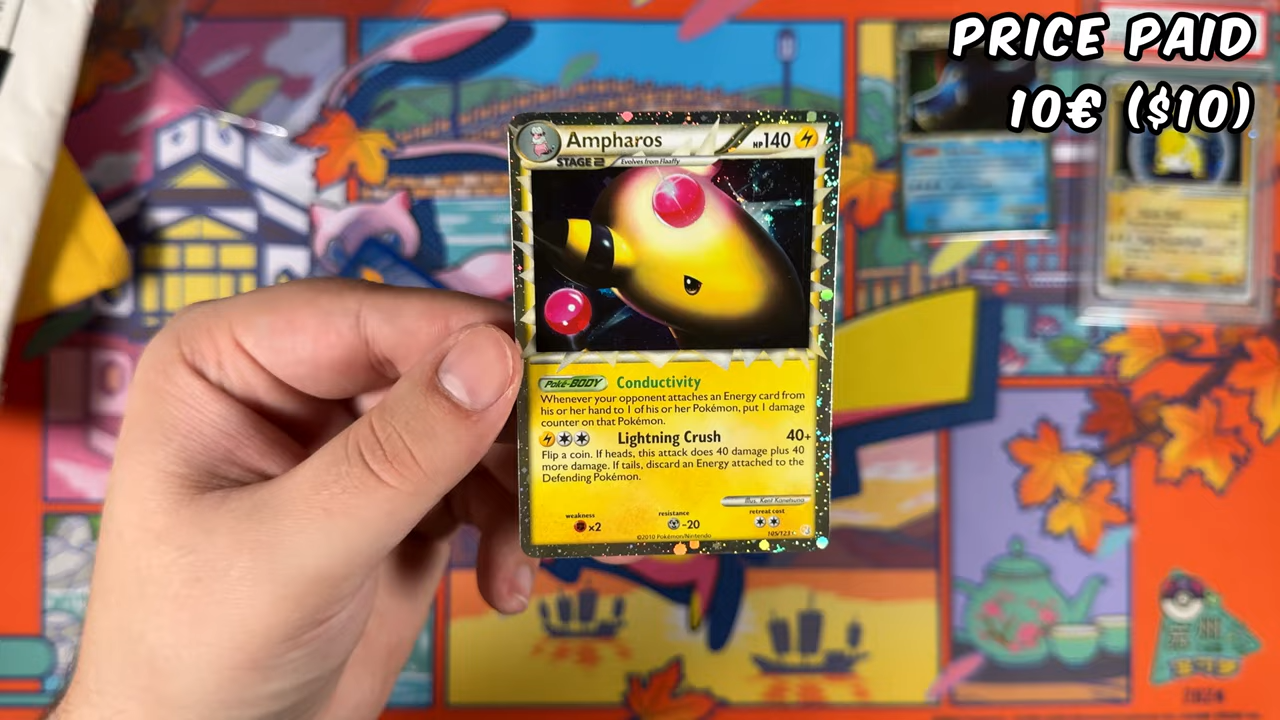 PRICE PAID
10€ ($10)
Ampharos
HP140
STAGE 2
Evolves from Flaaffy
Poké-BODY Conductivity
Whenever your opponent attaches an Energy card from
his or her hand to 1 of his or her Pokémon, put 1 damage
counter on that Pokémon.
Lightning Crush 40+
Flip a coin. If heads, this attack does 40 damage plus 40
more damage. If tails, discard an Energy attached to the
Defending Pokémon.
Illus. Kent Kanetsuna
weakness resistance retreat cost
x2 -20
©2010 Pokémon/Nintendo 105/123
2024